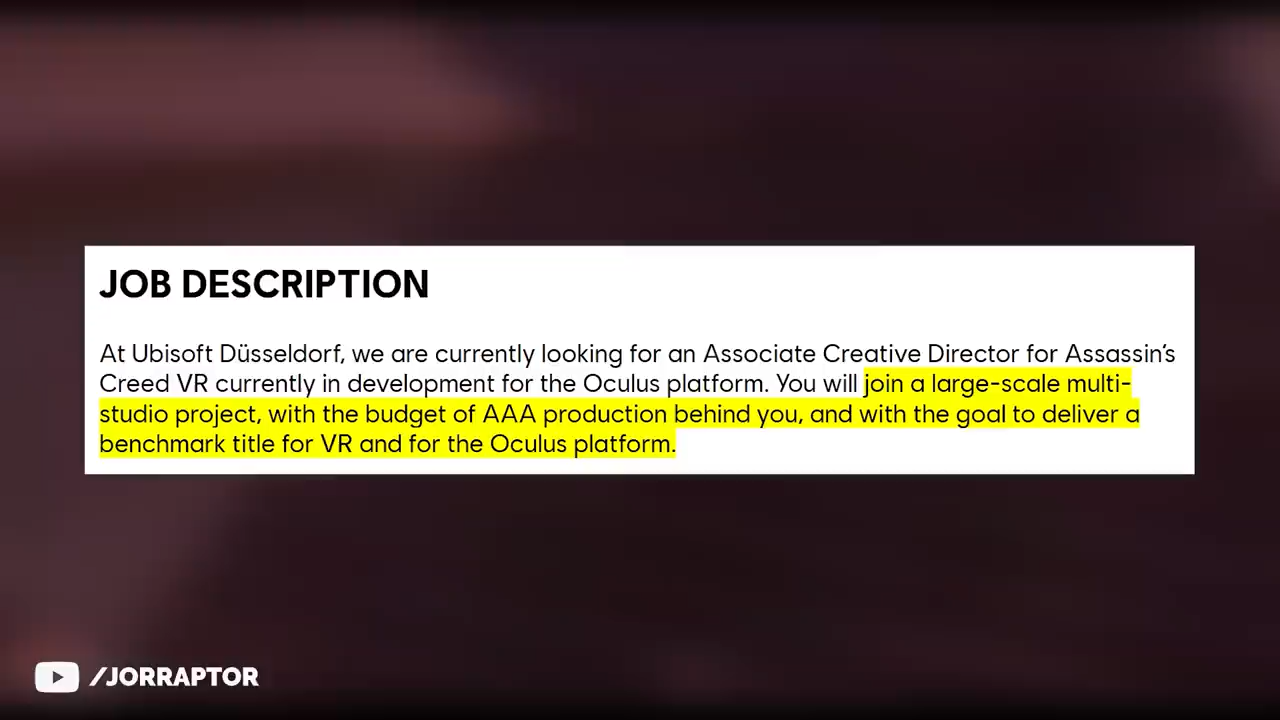 JOB DESCRIPTION
At Ubisoft Düsseldorf, we are currently looking for an Associate Creative Director for Assassin's
Creed VR currently in development for the Oculus platform. You will join a large-scale multi-
studio project, with the budget of AAA production behind you, and with the goal to deliver a
benchmark title for VR and for the Oculus platform.
/JORRAPTOR